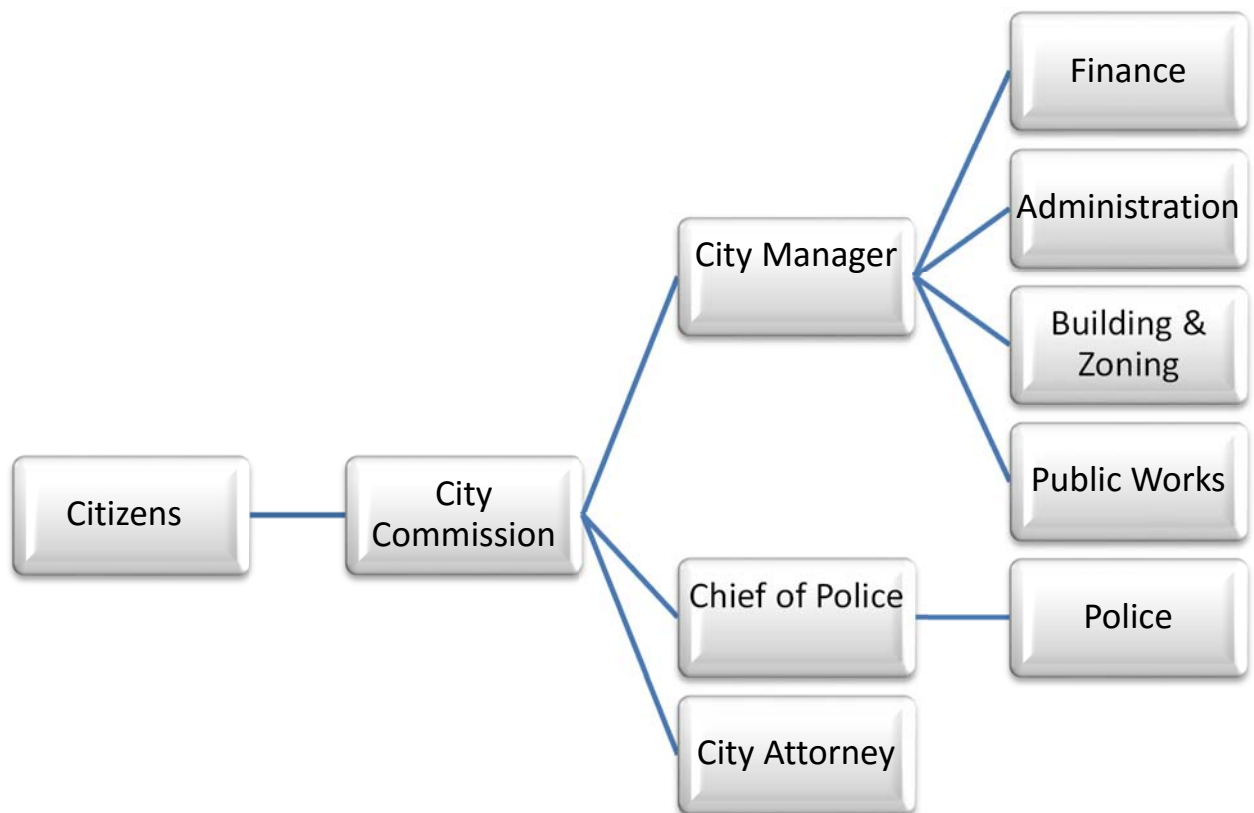 Finance
Administration
City Manager
Building &
Zoning
Public Works
Citizens
City
Commission
Chief of Police
Police
City Attorney